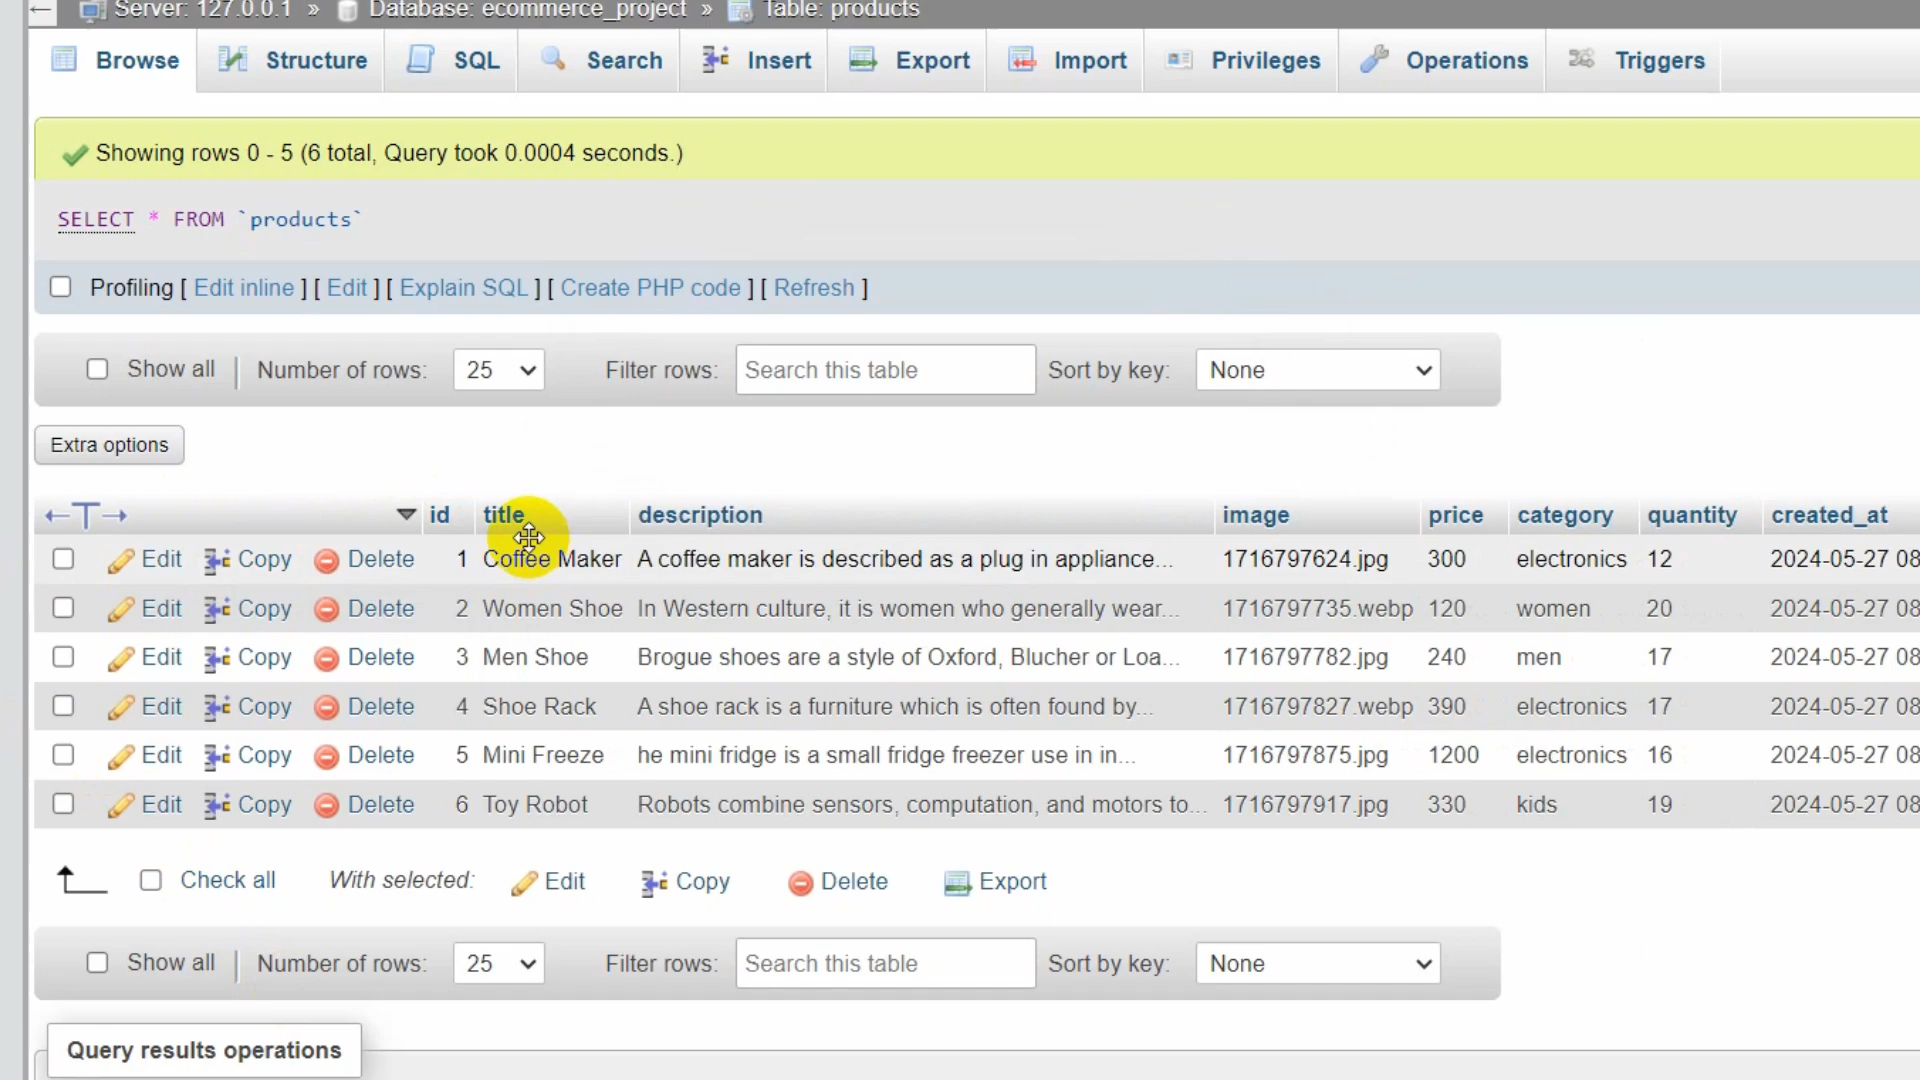 Server: 127.0.0.1 » Database: ecommerce_project » Table: products
Browse Structure SQL Search Insert Export Import Privileges Operations Triggers
Showing rows 0 - 5 (6 total, Query took 0.0004 seconds.)
SELECT * FROM `products`
Profiling [ Edit inline ] [ Edit ] [ Explain SQL ] [ Create PHP code ] [ Refresh ]
Show all Number of rows: 25 Filter rows: Search this table Sort by key: None
Extra options
←T→ id title description image price category quantity created_at
Edit Copy Delete 1 Coffee Maker A coffee maker is described as a plug in appliance... 1716797624.jpg 300 electronics 12 2024-05-27 08
Edit Copy Delete 2 Women Shoe In Western culture, it is women who generally wear... 1716797735.webp 120 women 20 2024-05-27 08
Edit Copy Delete 3 Men Shoe Brogue shoes are a style of Oxford, Blucher or Loa... 1716797782.jpg 240 men 17 2024-05-27 08
Edit Copy Delete 4 Shoe Rack A shoe rack is a furniture which is often found by... 1716797827.webp 390 electronics 17 2024-05-27 08
Edit Copy Delete 5 Mini Freeze he mini fridge is a small fridge freezer use in in... 1716797875.jpg 1200 electronics 16 2024-05-27 08
Edit Copy Delete 6 Toy Robot Robots combine sensors, computation, and motors to... 1716797917.jpg 330 kids 19 2024-05-27 08
Check all With selected: Edit Copy Delete Export
Show all Number of rows: 25 Filter rows: Search this table Sort by key: None
Query results operations